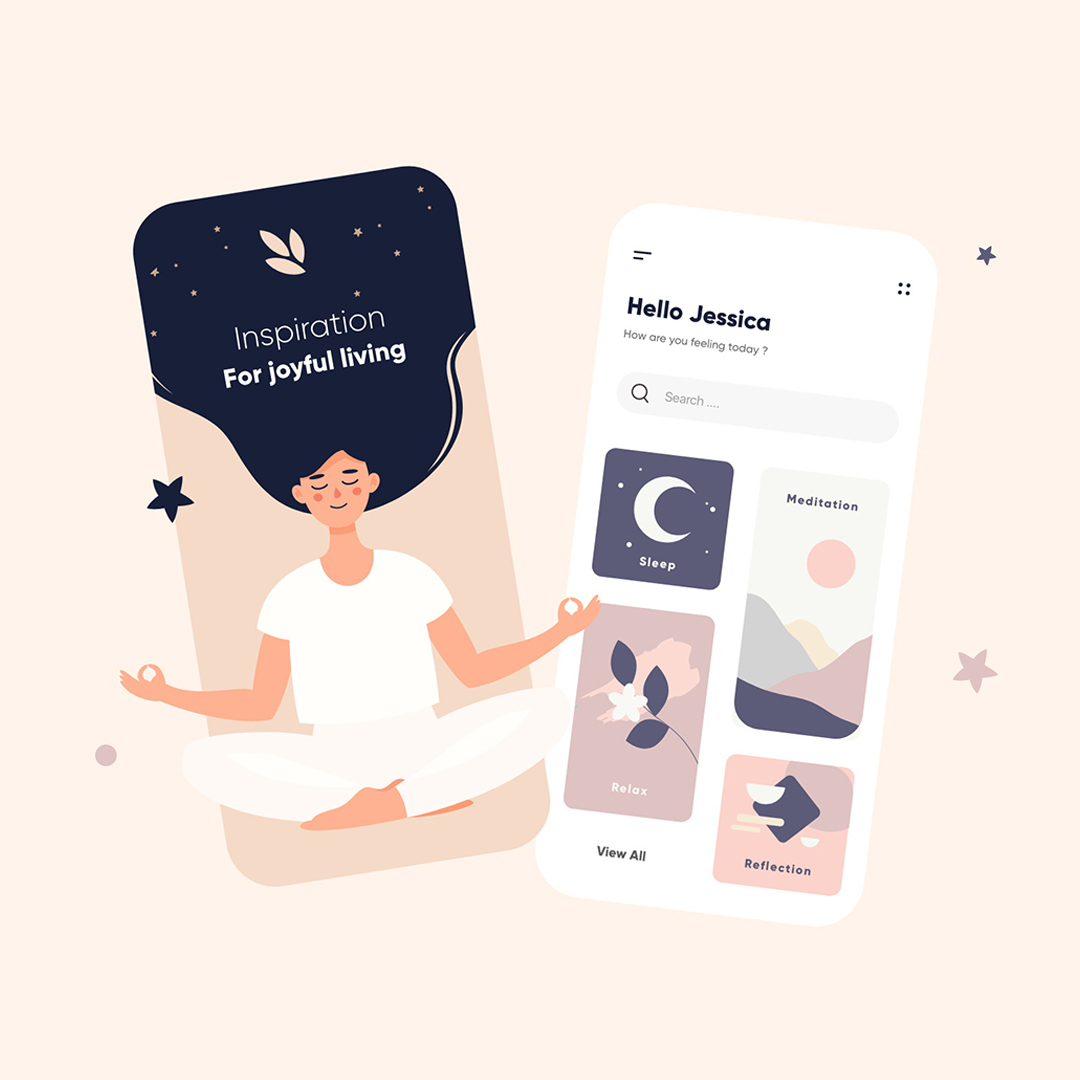 Inspiration
For joyful living
Hello Jessica
How are you feeling today ?
Search ....
Sleep
Meditation
Relax
Reflection
View All